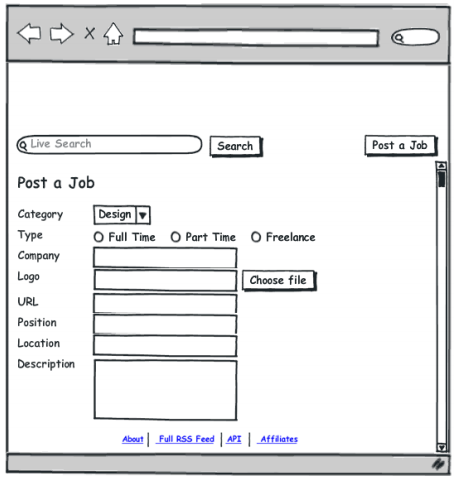 Live Search Search Post a Job
Post a Job
Category Design
Type Full Time Part Time Freelance
Company
Logo Choose file
URL
Position
Location
Description
About Full RSS Feed API Affiliates